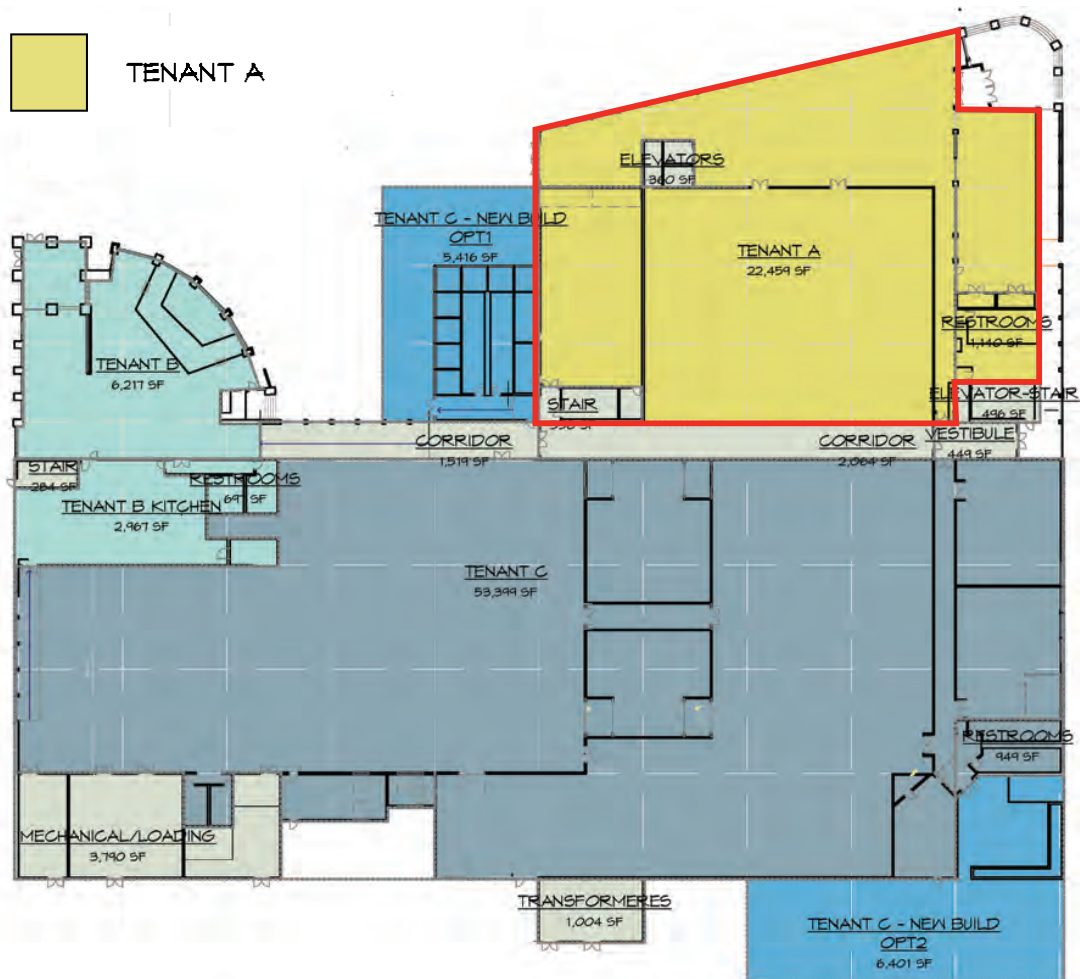 TENANT A
ELEVATORS
360 SF
TENANT C - NEW BUILD
OPT1
5,416 SF
TENANT A
22,459 SF
RESTROOMS
1,140 SF
TENANT B
6,217 SF
ELEVATOR-STAIR
496 SF
STAIR
CORRIDOR
1,519 SF
CORRIDOR
2,064 SF
VESTIBULE
449 SF
STAIR
284 SF
RESTROOMS
697 SF
TENANT B KITCHEN
2,967 SF
TENANT C
53,399 SF
RESTROOMS
949 SF
MECHANICAL/LOADING
3,790 SF
TRANSFORMERES
1,004 SF
TENANT C - NEW BUILD
OPT2
6,401 SF